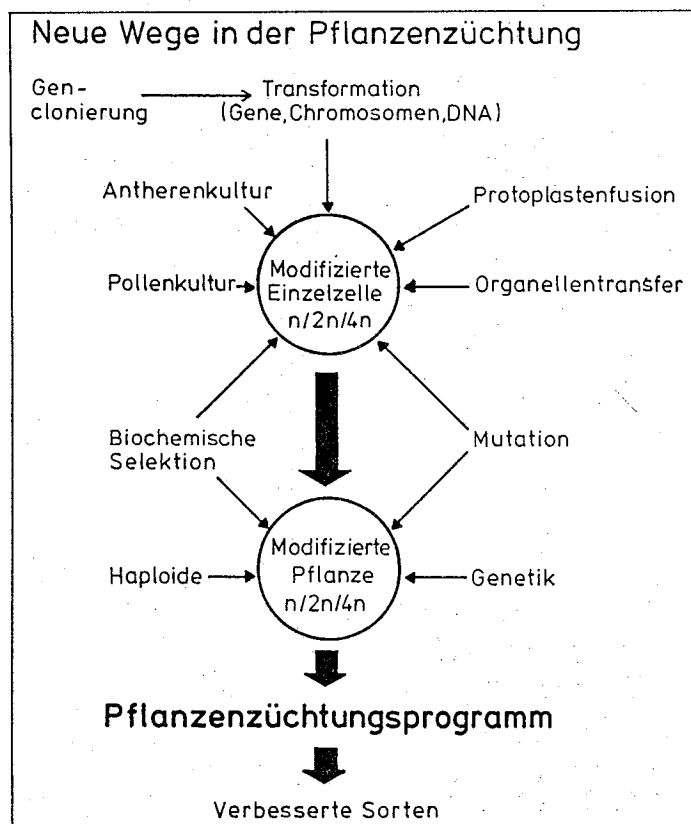 Neue Wege in der Pflanzenzüchtung
Gen-
clonierung
Transformation
(Gene,Chromosomen,DNA)
Antherenkultur
Protoplastenfusion
Pollenkultur
Modifizierte
Einzelzelle
n/2n/4n
Organellentransfer
Biochemische
Selektion
Mutation
Haploide
Modifizierte
Pflanze
n/2n/4n
Genetik
Pflanzenzüchtungsprogramm
Verbesserte Sorten